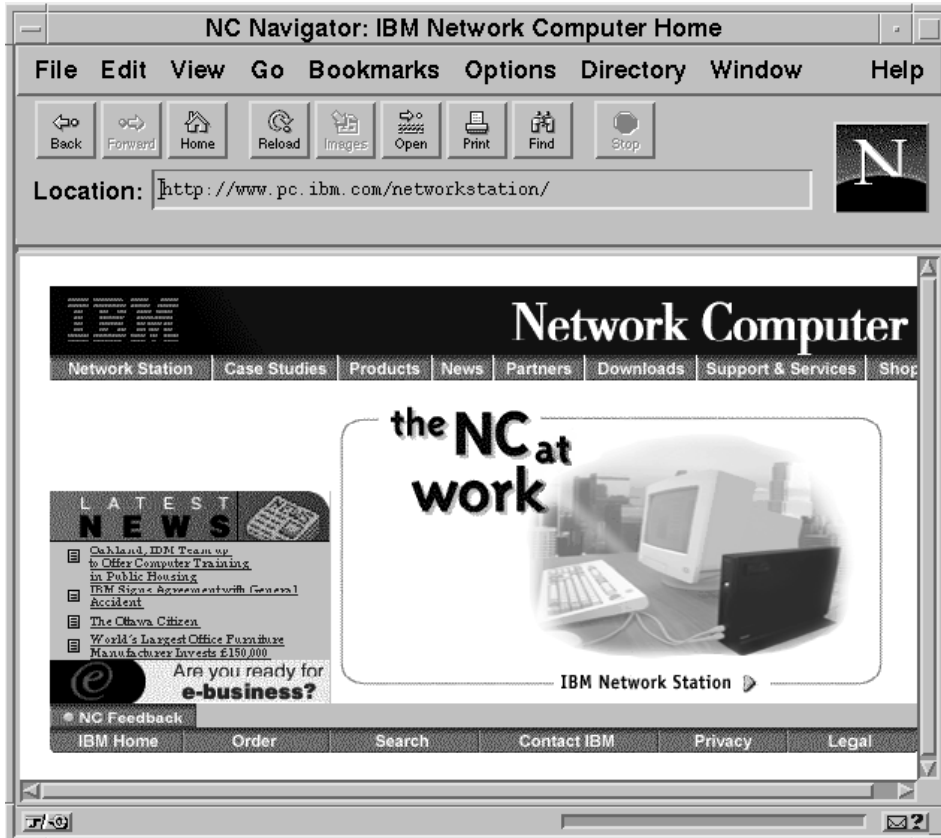 NC Navigator: IBM Network Computer Home
File Edit View Go Bookmarks Options Directory Window Help
Back Forward Home Reload Images Open Print Find Stop
N
Location: http://www.pc.ibm.com/networkstation/
IBM Network Computer
Network Station Case Studies Products News Partners Downloads Support & Services Shop
the NC at
work
LATEST
NEWS
NEWS
Oakland, IBM Team up
to Offer Computer Training
in Public Housing
IBM Signs Agreement with General
Accident
The Ottawa Citizen
World's Largest Office Furniture
Manufacturer Invests £150,000
e Are you ready for
e-business?
IBM Network Station
NC Feedback
IBM Home Order Search Contact IBM Privacy Legal
?